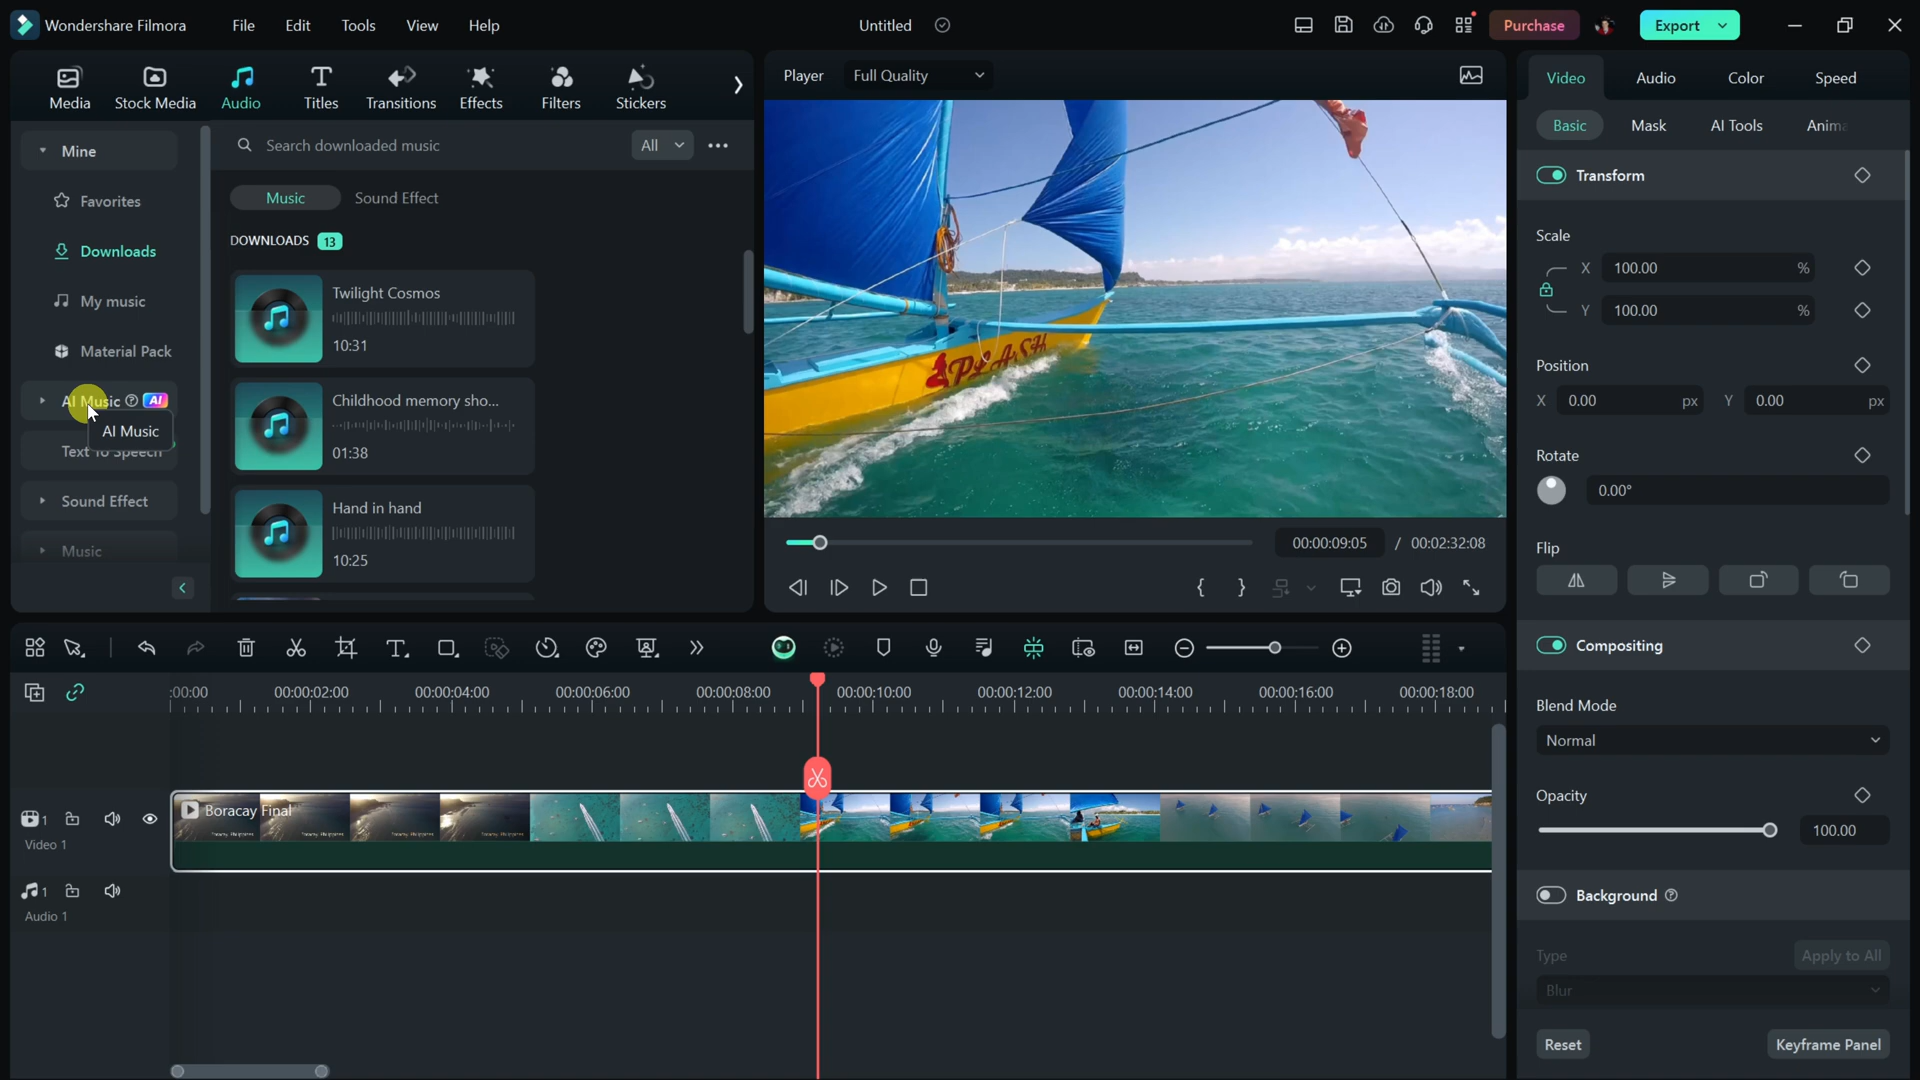 Wondershare Filmora File Edit Tools View Help Untitled Purchase Export
Media Stock Media Audio Titles Transitions Effects Filters Stickers
Mine
Favorites
Downloads
My music
Material Pack
AI Music AI
AI Music
Text To Speech
Sound Effect
Music
Search downloaded music All
Music Sound Effect
DOWNLOADS 13
Twilight Cosmos
10:31
Childhood memory sho...
01:38
Hand in hand
10:25
Player Full Quality
PLASH
00:00:09:05 / 00:02:32:08
Video Audio Color Speed
Basic Mask AI Tools Anima
Transform
Scale
X 100.00 %
Y 100.00 %
Position
X 0.00 px Y 0.00 px
Rotate
0.00°
Flip
Compositing
Blend Mode
Normal
Opacity
100.00
Background
Type Apply to All
Blur
Reset Keyframe Panel
:00:00 00:00:02:00 00:00:04:00 00:00:06:00 00:00:08:00 00:00:10:00 00:00:12:00 00:00:14:00 00:00:16:00 00:00:18:00
Boracay Final
1
Video 1
1
Audio 1